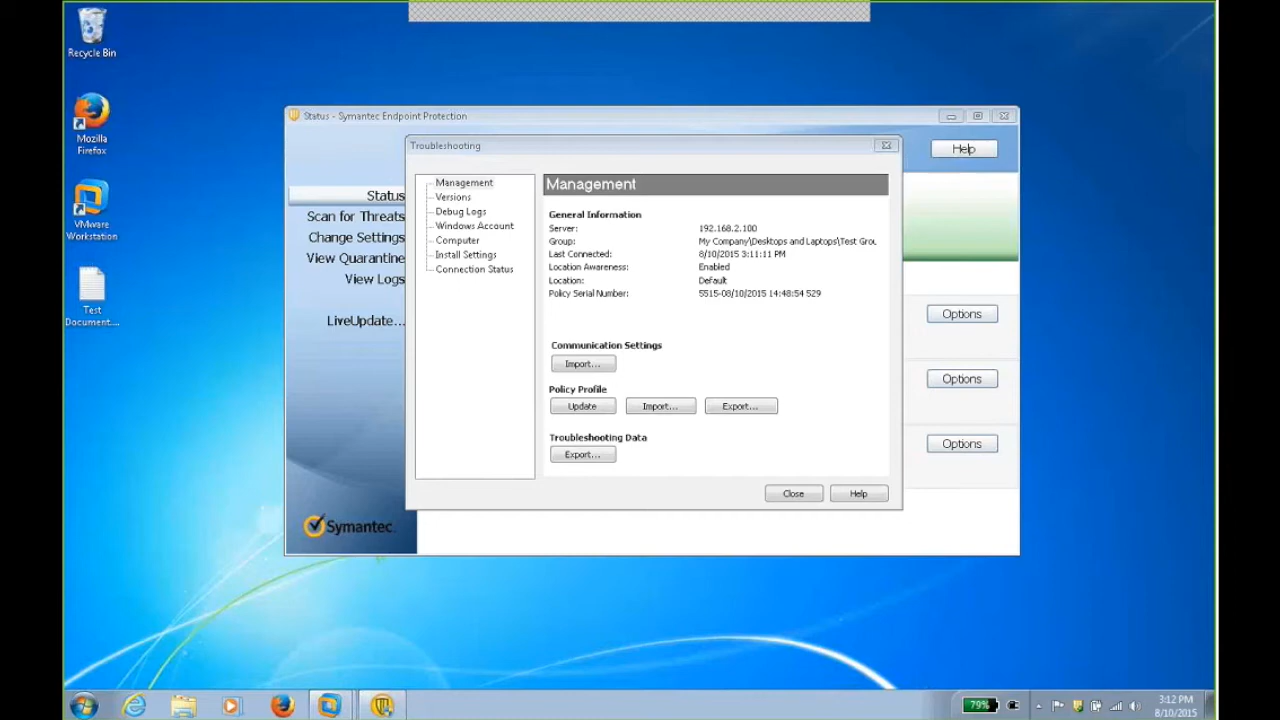 Recycle Bin
Mozilla
Firefox
VMware
Workstation
Test
Document....
Status - Symantec Endpoint Protection
Help
Status
Scan for Threats
Change Settings
View Quarantine
View Logs
LiveUpdate...
Symantec.
Troubleshooting
Management
Versions
Debug Logs
Windows Account
Computer
Install Settings
Connection Status
Management
General Information
Server: 192.168.2.100
Group: My Company\Desktops and Laptops\Test Grou
Last Connected: 8/10/2015 3:11:11 PM
Location Awareness: Enabled
Location: Default
Policy Serial Number: 5515-08/10/2015 14:48:54 529
Communication Settings
Import...
Policy Profile
Update Import... Export...
Troubleshooting Data
Export...
Close Help
Options
Options
Options
79%
3:12 PM
8/10/2015